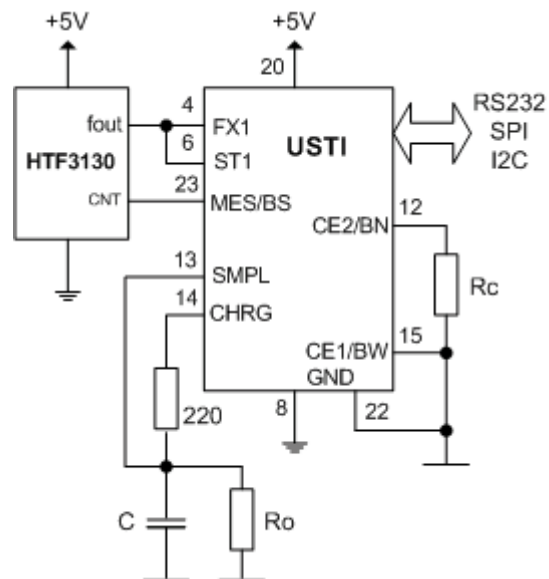 +5V
+5V
20
4
fout
FX1
RS232
6
USTI
SPI
HTF3130
ST1
I2C
23
CNT
MES/BS
12
CE2/BN
13
SMPL
Rc
14
CHRG
15
CE1/BW
GND
220
8
22
C
Ro